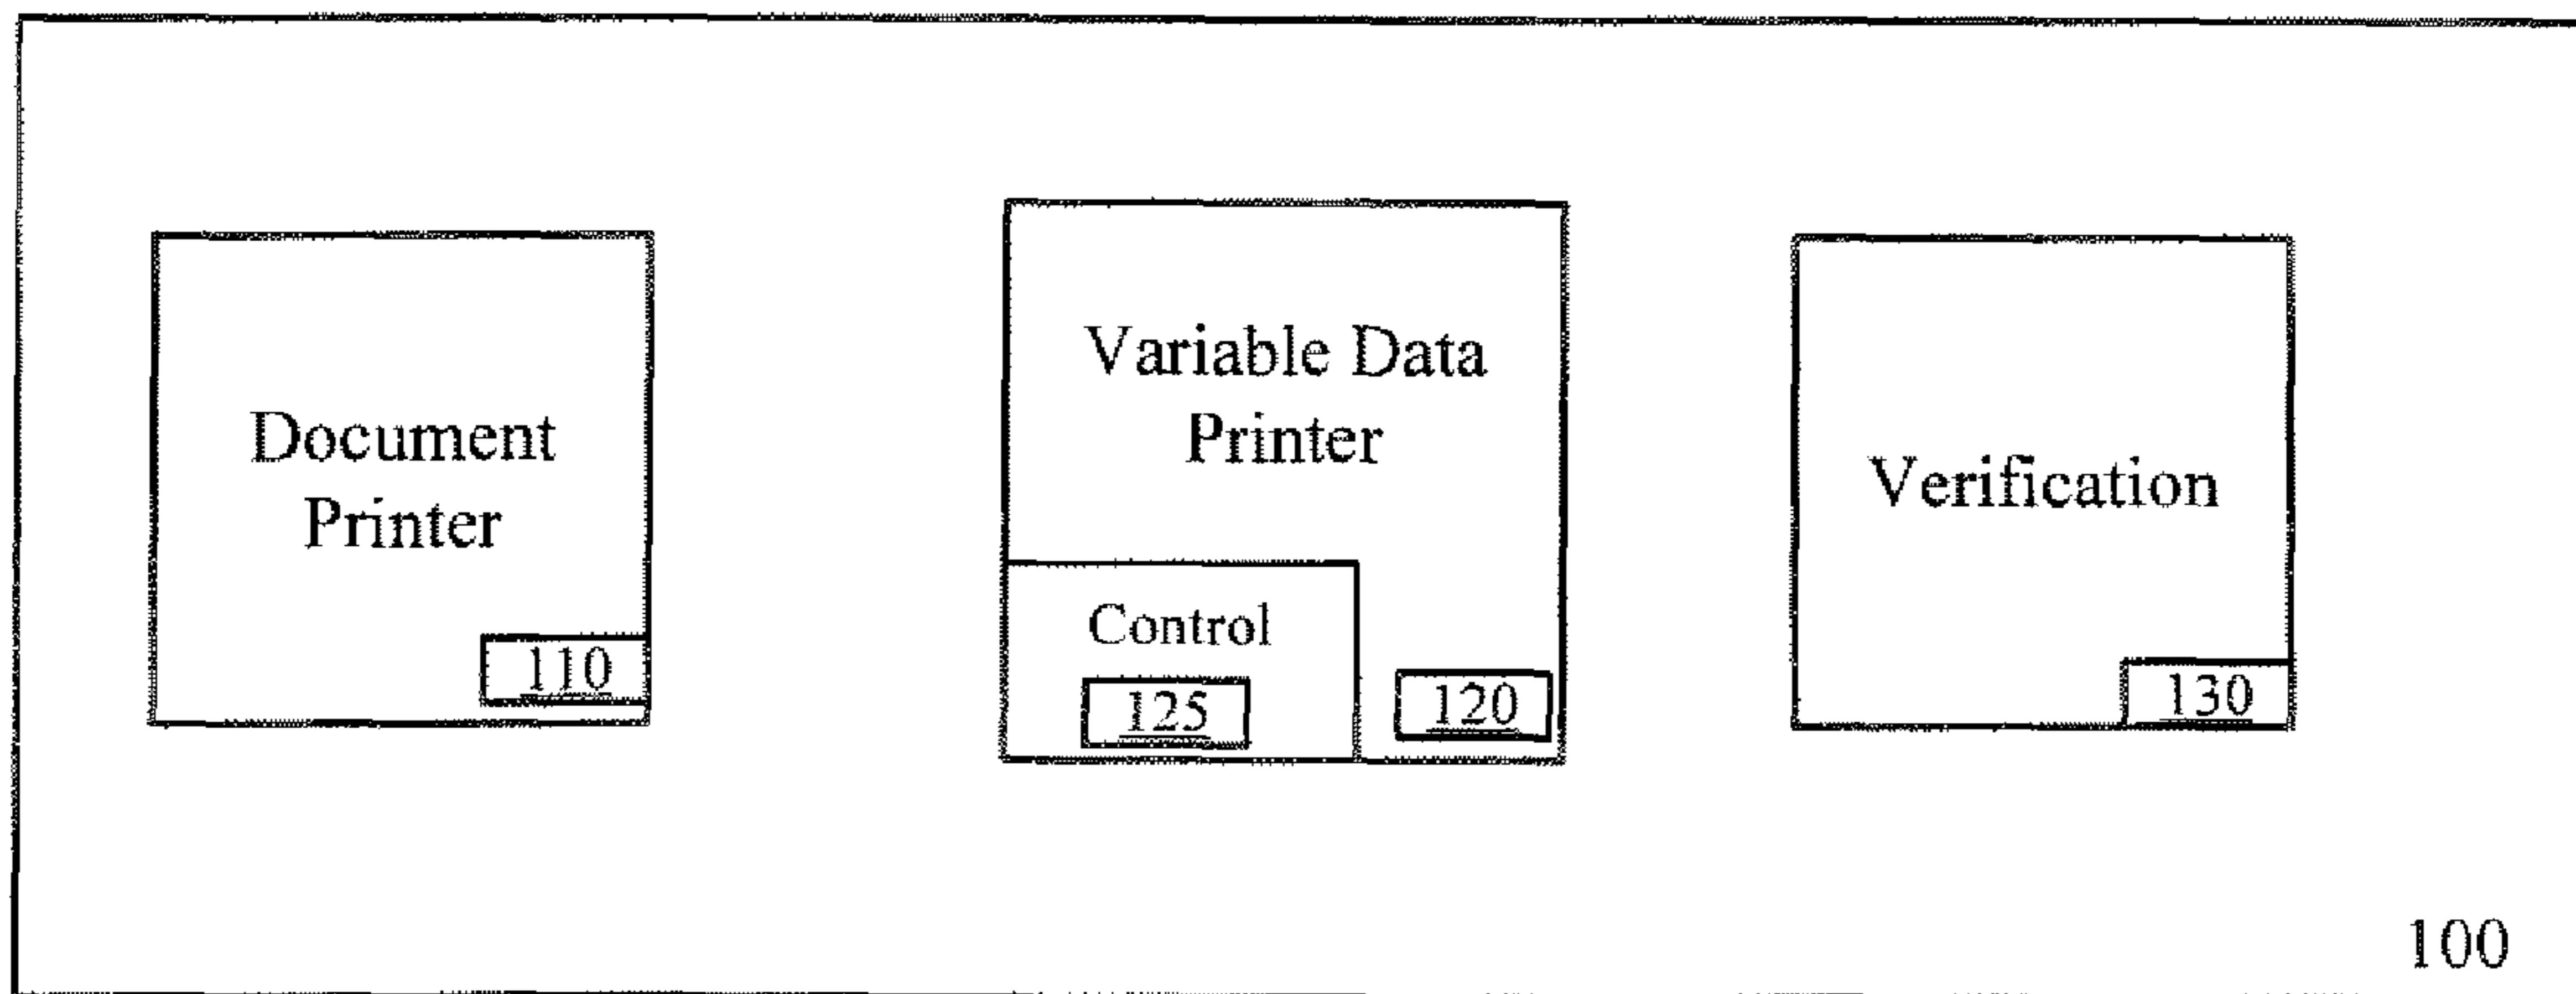 Document
Printer
110
Variable Data
Printer
Control
125
120
Verification
130
100